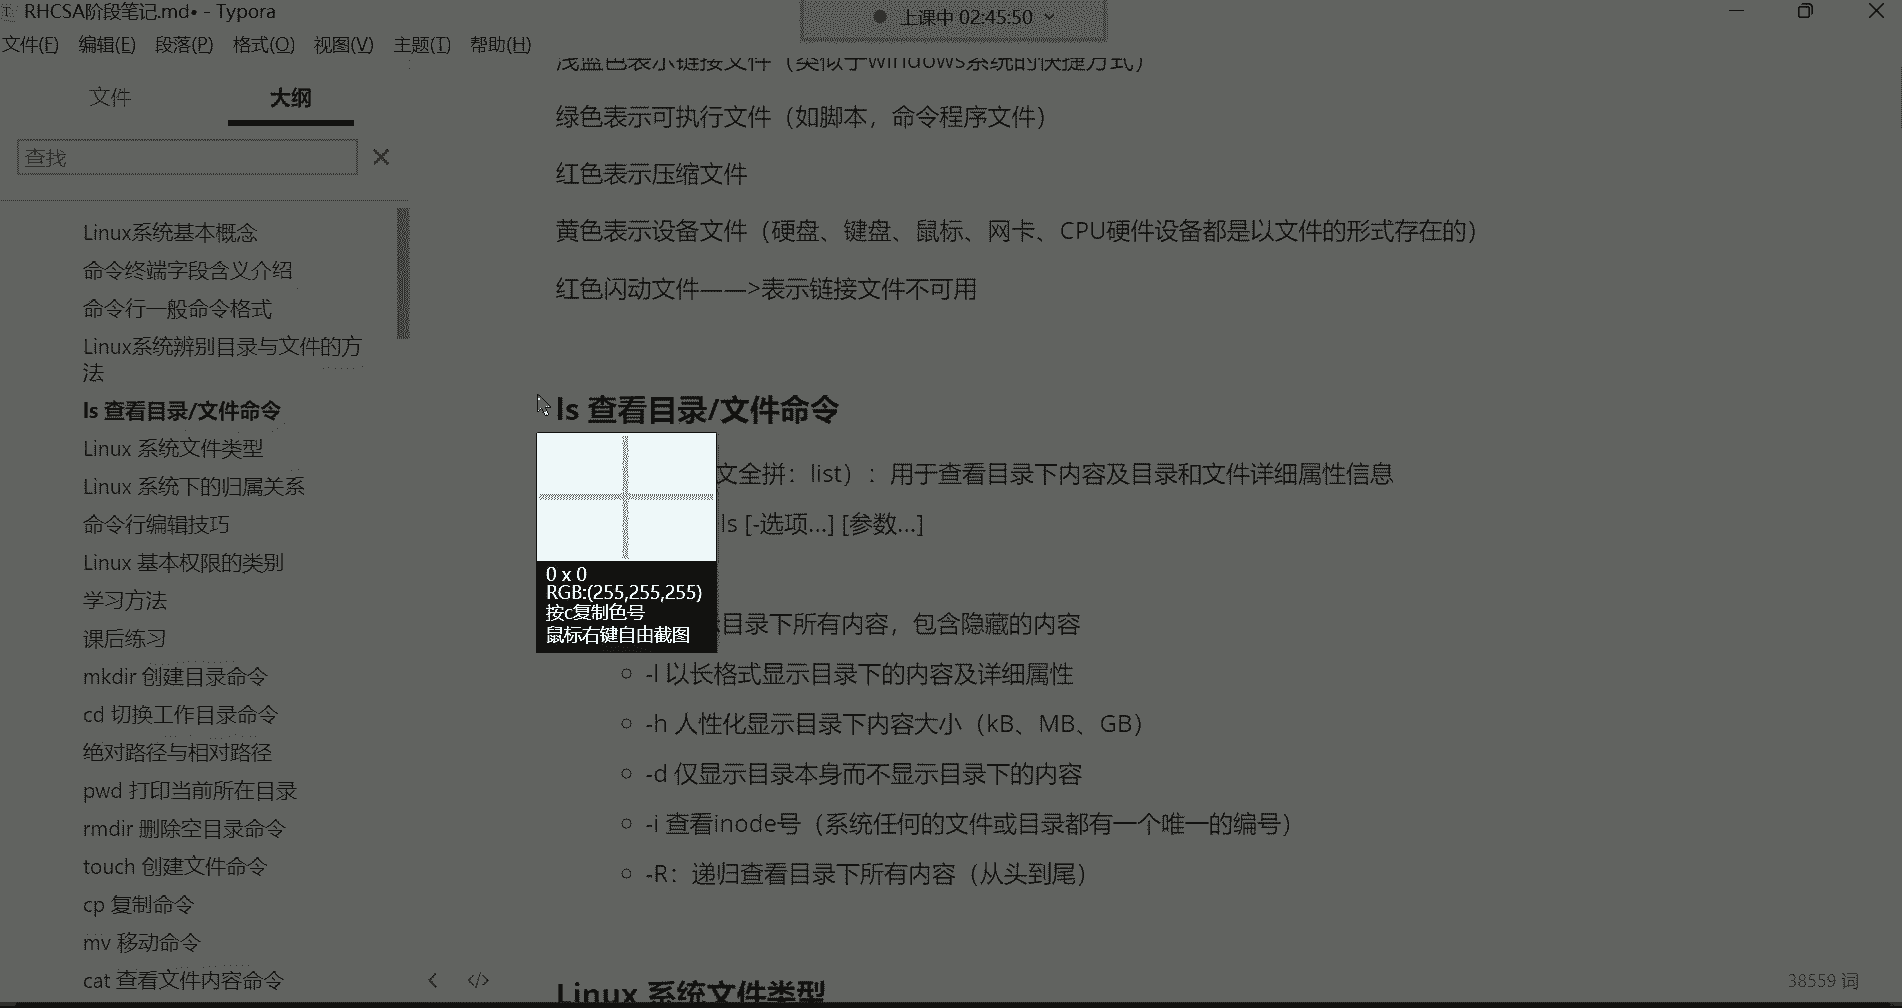 RHCSA阶段笔记.md• - Typora
上课中 02:45:50
文件(F) 编辑(E) 段落(P) 格式(O) 视图(V) 主题(T) 帮助(H)
文件 大纲
查找
Linux系统基本概念
命令终端字段含义介绍
命令行一般命令格式
Linux系统辨别目录与文件的方
法
ls 查看目录/文件命令
Linux 系统文件类型
Linux 系统下的归属关系
命令行编辑技巧
Linux 基本权限的类别
学习方法
课后练习
mkdir 创建目录命令
cd 切换工作目录命令
绝对路径与相对路径
pwd 打印当前所在目录
rmdir 删除空目录命令
touch 创建文件命令
cp 复制命令
mv 移动命令
cat 查看文件内容命令
浅蓝色表示链接文件（类似于windows系统的快捷方式）
绿色表示可执行文件（如脚本，命令程序文件）
红色表示压缩文件
黄色表示设备文件（硬盘、键盘、鼠标、网卡、CPU硬件设备都是以文件的形式存在的）
红色闪动文件——>表示链接文件不可用
ls 查看目录/文件命令
文全拼：list）：用于查看目录下内容及目录和文件详细属性信息
ls [-选项...] [参数...]
0 x 0
RGB:(255,255,255)
按c复制色号
鼠标右键自由截图
目录下所有内容，包含隐藏的内容
-l 以长格式显示目录下的内容及详细属性
-h 人性化显示目录下内容大小（kB、MB、GB）
-d 仅显示目录本身而不显示目录下的内容
-i 查看inode号（系统任何的文件或目录都有一个唯一的编号）
-R：递归查看目录下所有内容（从头到尾）
Linux 系统文件类型
38559 词